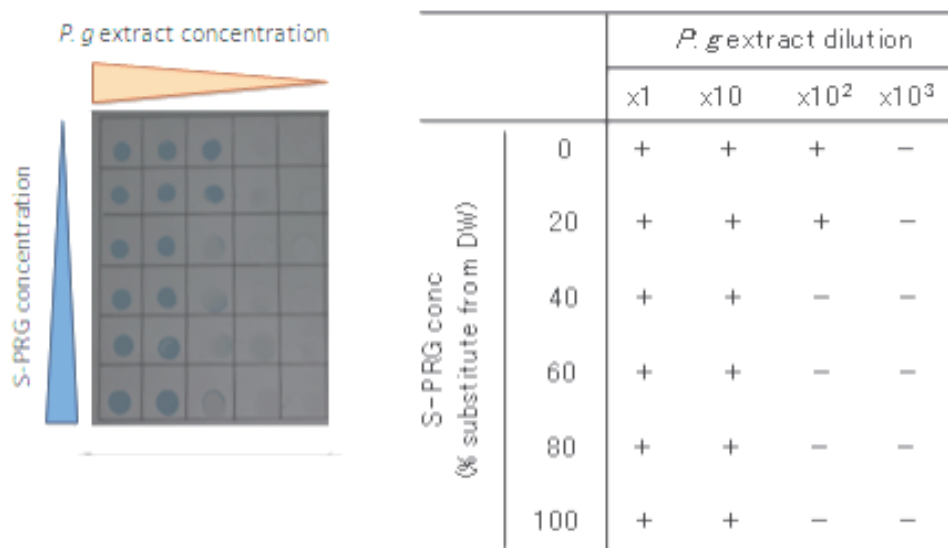 P. g extract concentration
S-PRG concentration
P. g extract dilution
x1 x10 x10² x10³
S-PRG conc
(% substitute from DW)
0 + + + −
20 + + + −
40 + + − −
60 + + − −
80 + + − −
100 + + − −